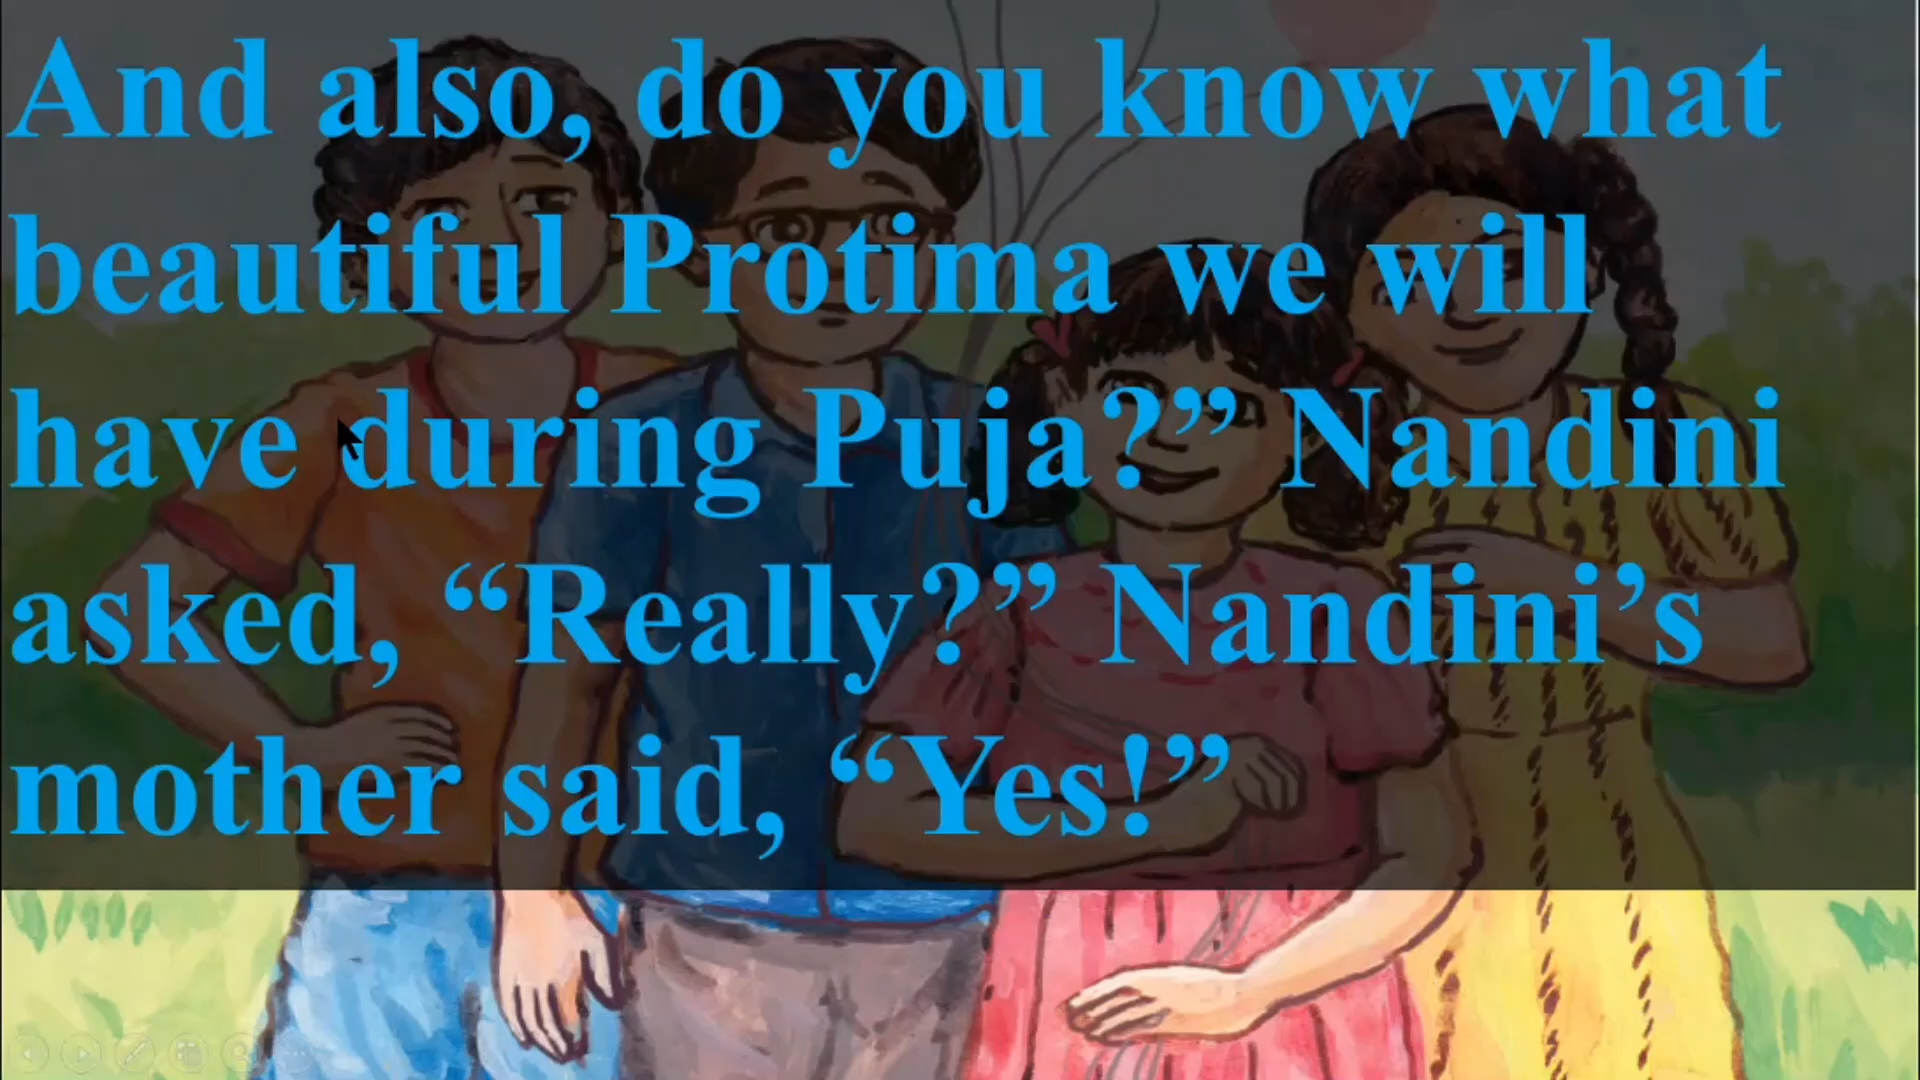 And also, do you know what
beautiful Protima we will
have during Puja?” Nandini
asked, “Really?” Nandini’s
mother said, “Yes!”